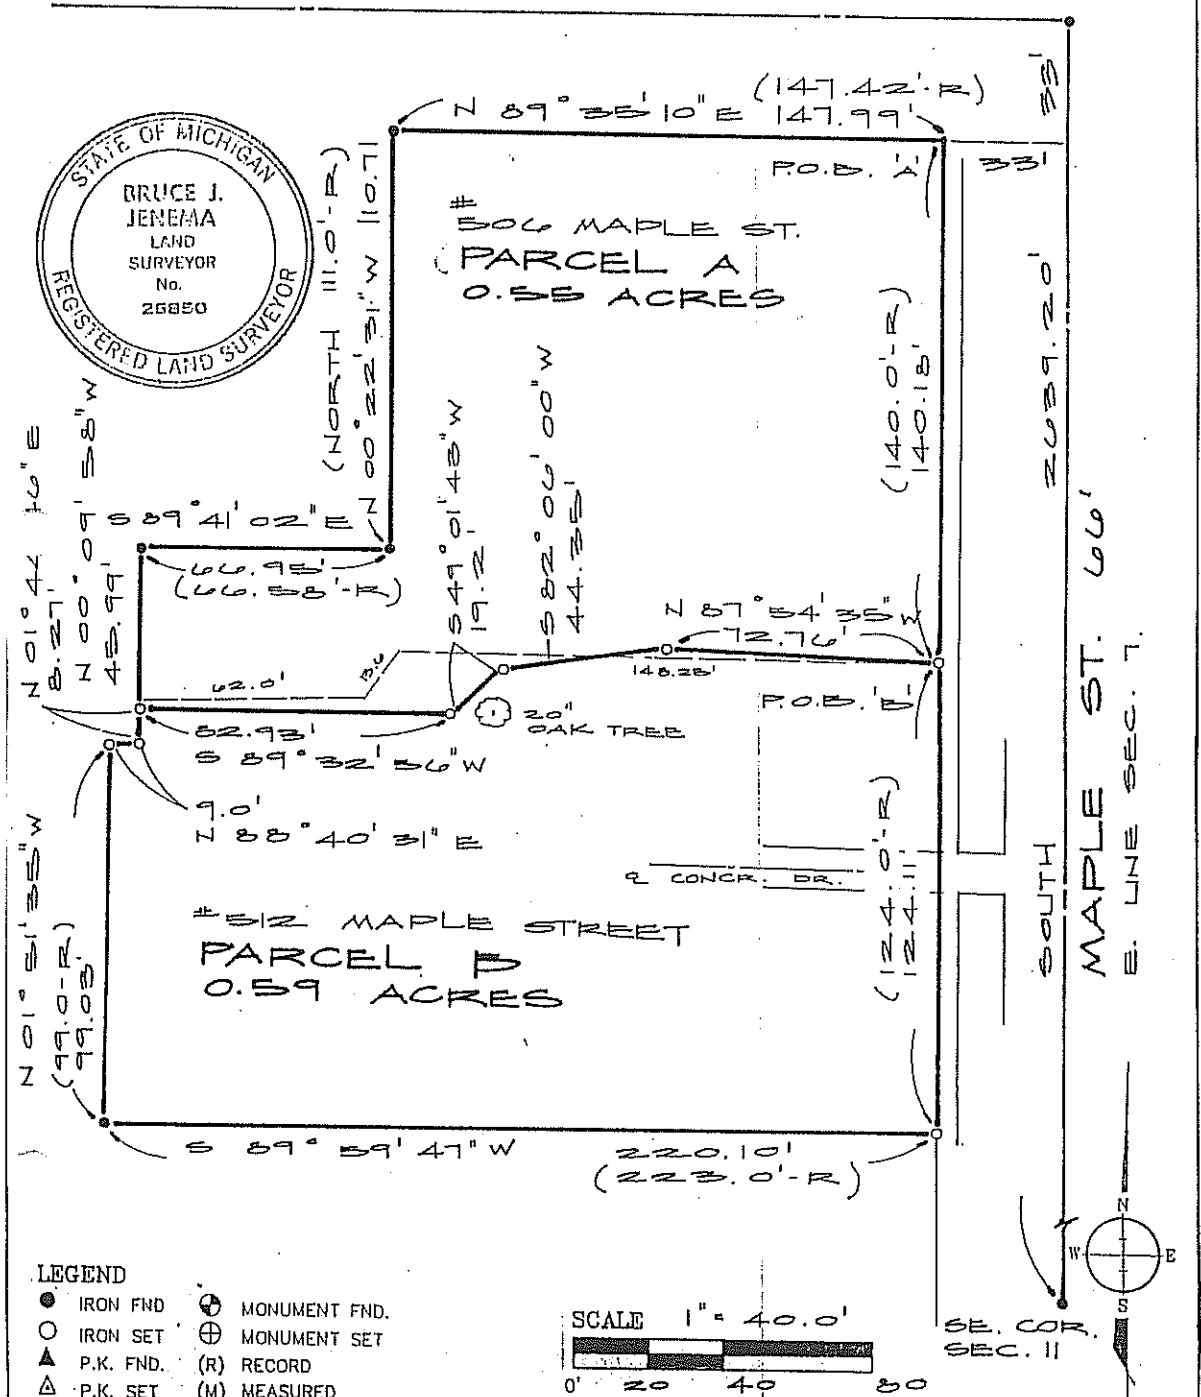 (147.42'-R)
N 89° 35' 10" E 147.99'
33'
P.O.B. 'A'
33'
STATE OF MICHIGAN
BRUCE J.
JENEMA
LAND
SURVEYOR
No.
26850
REGISTERED LAND SURVEYOR
(NORTH 111.0'-R)
N 00° 22' 31" W 110.71
# 506 MAPLE ST.
PARCEL A
0.55 ACRES
(140.0'-R)
140.18'
2639.20'
8.27'
N 00° 09' 58" W
45.99'
S 89° 41' 02" E
66.95'
(66.58'-R)
S 49° 01' 43" W
19.2'
S 82° 06' 00" W
44.35'
N 87° 54' 35" W
72.76'
148.28'
62.0'
P.O.B. 'B'
82.93'
S 89° 32' 56" W
20"
OAK TREE
9.0'
N 88° 40' 31" E
N 01° 51' 35" W
(99.0-R)
99.03'
(124.0'-R)
124.11
CONCR. DR.
#512 MAPLE STREET
PARCEL B
0.59 ACRES
SOUTH
MAPLE ST. 66'
E. LINE SEC. 7.
S 89° 59' 47" W
220.10'
(223.0'-R)
N
W
E
S
LEGEND
IRON FND
MONUMENT FND.
IRON SET
MONUMENT SET
P.K. FND.
(R) RECORD
P.K. SET
(M) MEASURED
SCALE 1" = 40.0'
0' 20 40 80
SE. COR.
SEC. 11